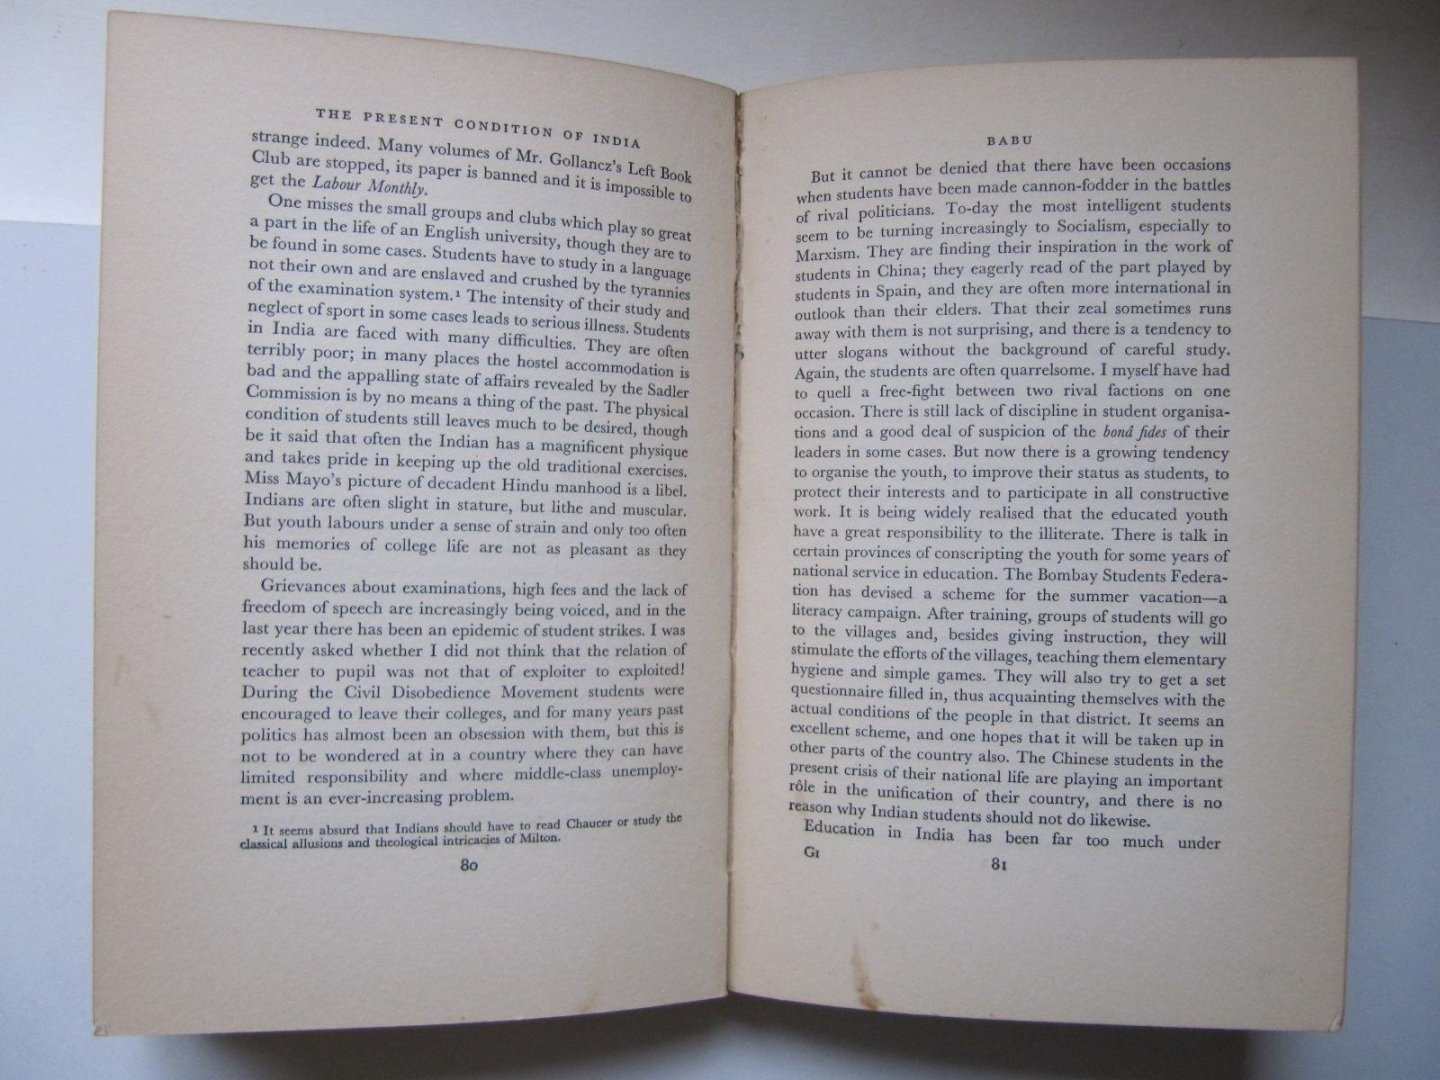 THE PRESENT CONDITION OF INDIA
strange indeed. Many volumes of Mr. Gollancz's Left Book
Club are stopped, its paper is banned and it is impossible to
get the Labour Monthly.
One misses the small groups and clubs which play so great
a part in the life of an English university, though they are to
be found in some cases. Students have to study in a language
not their own and are enslaved and crushed by the tyrannies
of the examination system.¹ The intensity of their study and
neglect of sport in some cases leads to serious illness. Students
in India are faced with many difficulties. They are often
terribly poor; in many places the hostel accommodation is
bad and the appalling state of affairs revealed by the Sadler
Commission is by no means a thing of the past. The physical
condition of students still leaves much to be desired, though
be it said that often the Indian has a magnificent physique
and takes pride in keeping up the old traditional exercises.
Miss Mayo's picture of decadent Hindu manhood is a libel.
Indians are often slight in stature, but lithe and muscular.
But youth labours under a sense of strain and only too often
his memories of college life are not as pleasant as they
should be.
Grievances about examinations, high fees and the lack of
freedom of speech are increasingly being voiced, and in the
last year there has been an epidemic of student strikes. I was
recently asked whether I did not think that the relation of
teacher to pupil was not that of exploiter to exploited!
During the Civil Disobedience Movement students were
encouraged to leave their colleges, and for many years past
politics has almost been an obsession with them, but this is
not to be wondered at in a country where they can have
limited responsibility and where middle-class unemploy-
ment is an ever-increasing problem.
¹ It seems absurd that Indians should have to read Chaucer or study the
classical allusions and theological intricacies of Milton.
80
BABU
But it cannot be denied that there have been occasions
when students have been made cannon-fodder in the battles
of rival politicians. To-day the most intelligent students
seem to be turning increasingly to Socialism, especially to
Marxism. They are finding their inspiration in the work of
students in China; they eagerly read of the part played by
students in Spain, and they are often more international in
outlook than their elders. That their zeal sometimes runs
away with them is not surprising, and there is a tendency to
utter slogans without the background of careful study.
Again, the students are often quarrelsome. I myself have had
to quell a free-fight between two rival factions on one
occasion. There is still lack of discipline in student organisa-
tions and a good deal of suspicion of the bonâ fides of their
leaders in some cases. But now there is a growing tendency
to organise the youth, to improve their status as students, to
protect their interests and to participate in all constructive
work. It is being widely realised that the educated youth
have a great responsibility to the illiterate. There is talk in
certain provinces of conscripting the youth for some years of
national service in education. The Bombay Students Federa-
tion has devised a scheme for the summer vacation—a
literacy campaign. After training, groups of students will go
to the villages and, besides giving instruction, they will
stimulate the efforts of the villages, teaching them elementary
hygiene and simple games. They will also try to get a set
questionnaire filled in, thus acquainting themselves with the
actual conditions of the people in that district. It seems an
excellent scheme, and one hopes that it will be taken up in
other parts of the country also. The Chinese students in the
present crisis of their national life are playing an important
rôle in the unification of their country, and there is no
reason why Indian students should not do likewise.
Education in India has been far too much under
G1
81